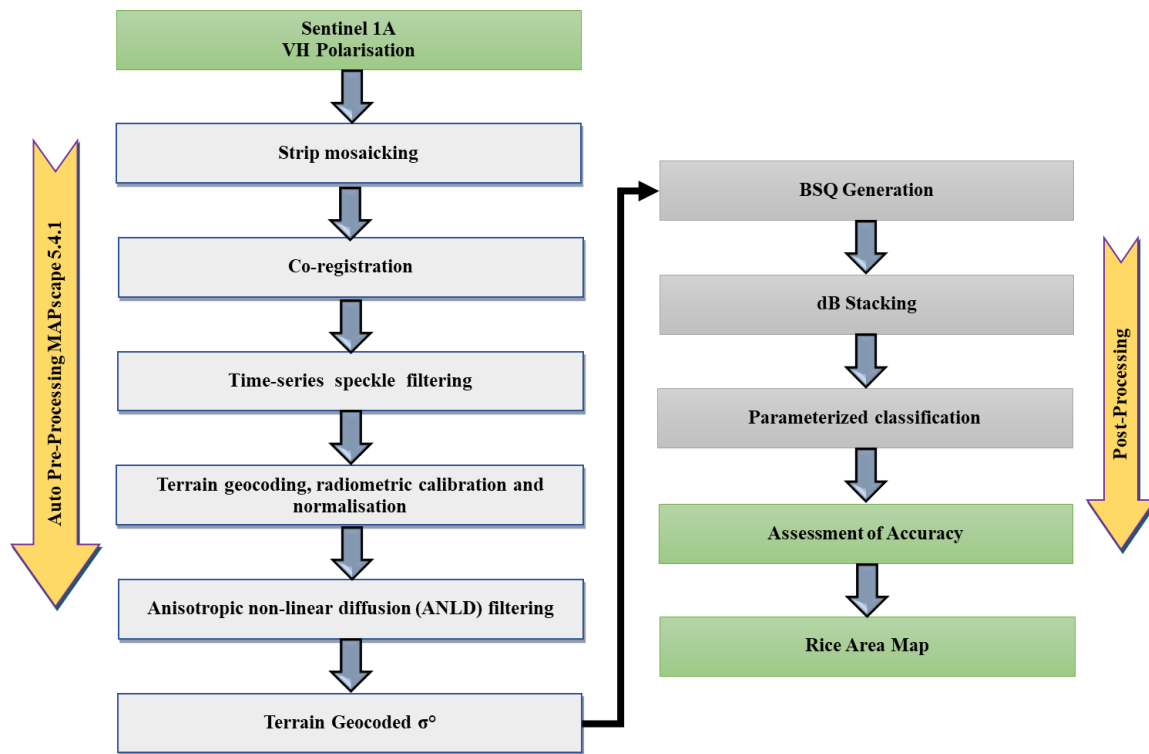 Sentinel 1A
VH Polarisation
Strip mosaicking
Co-registration
Time-series speckle filtering
Terrain geocoding, radiometric calibration and
normalisation
Anisotropic non-linear diffusion (ANLD) filtering
Terrain Geocoded σ°
Auto Pre-Processing MAPscape 5.4.1
BSQ Generation
dB Stacking
Parameterized classification
Assessment of Accuracy
Rice Area Map
Post-Processing